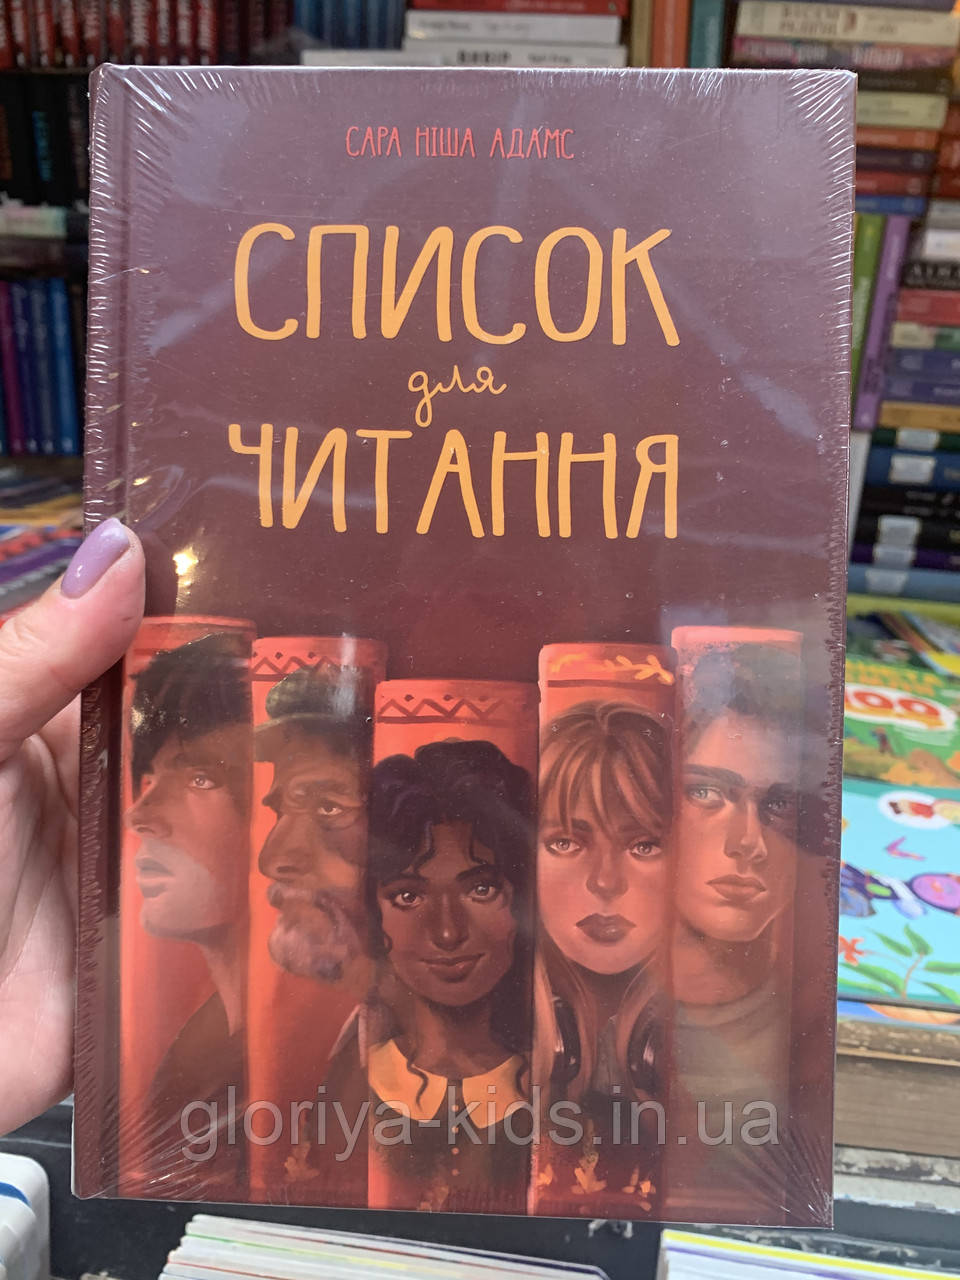 САРА НІША АДАМС
СПИСОК
для
ЧИТАННЯ
gloriya-kids.in.ua